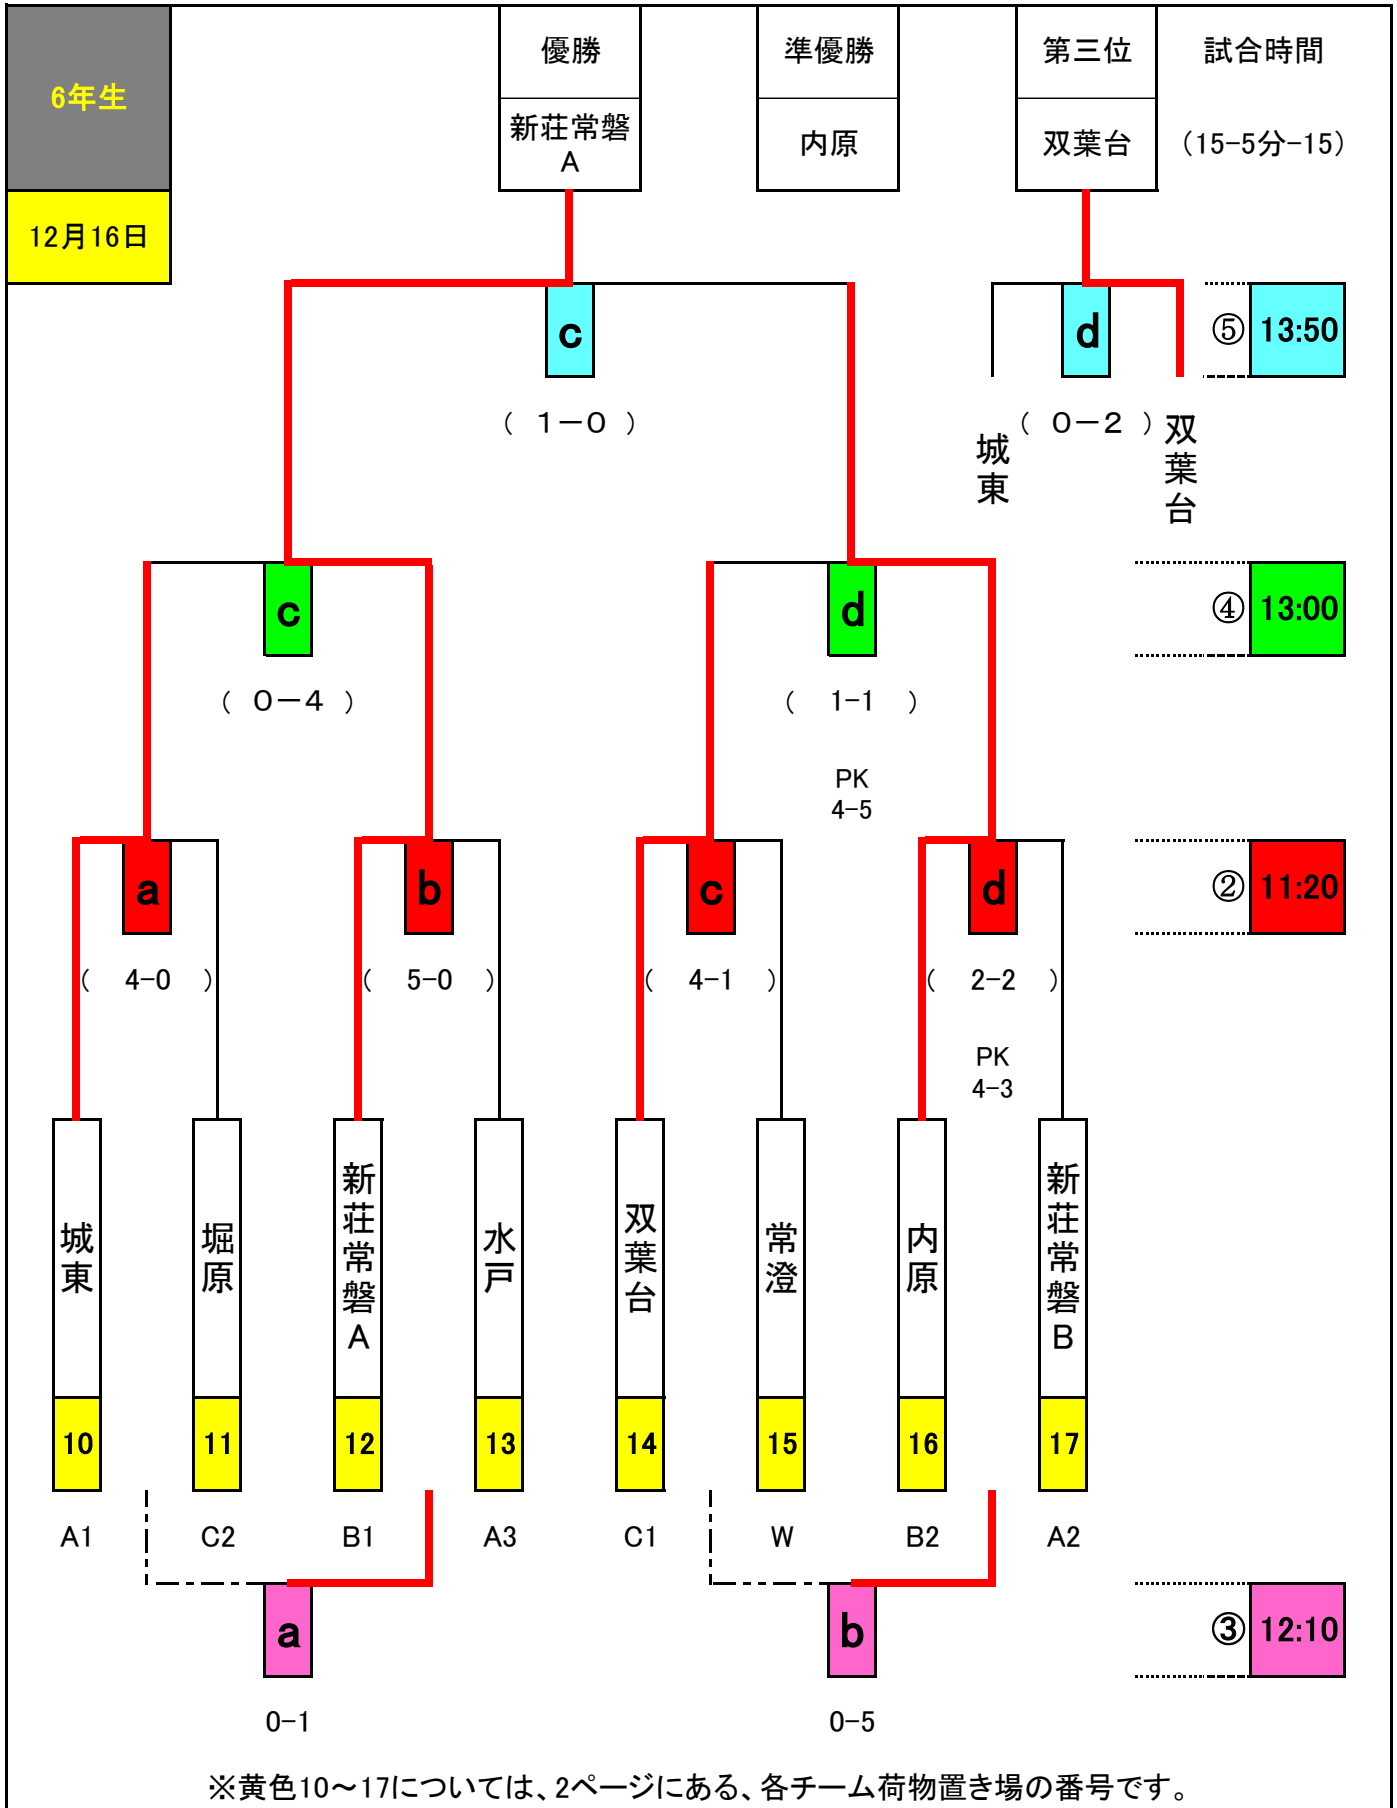 6年生
12月16日
優勝
新荘常磐
A
準優勝
内原
第三位
双葉台
試合時間
（15-5分-15）
c
d
⑤ 13:50
（ 1－0 ）
（ 0－2 ）
城東
双葉台
c
d
④ 13:00
（ 0－4 ）
（ 1-1 ）
PK
4-5
a
b
c
d
② 11:20
（ 4-0 ）
（ 5-0 ）
（ 4-1 ）
（ 2-2 ）
PK
4-3
城東
堀原
新荘常磐A
水戸
双葉台
常澄
内原
新荘常磐B
10
11
12
13
14
15
16
17
A1
C2
B1
A3
C1
W
B2
A2
a
b
③ 12:10
0-1
0-5
※黄色10～17については、2ページにある、各チーム荷物置き場の番号です。